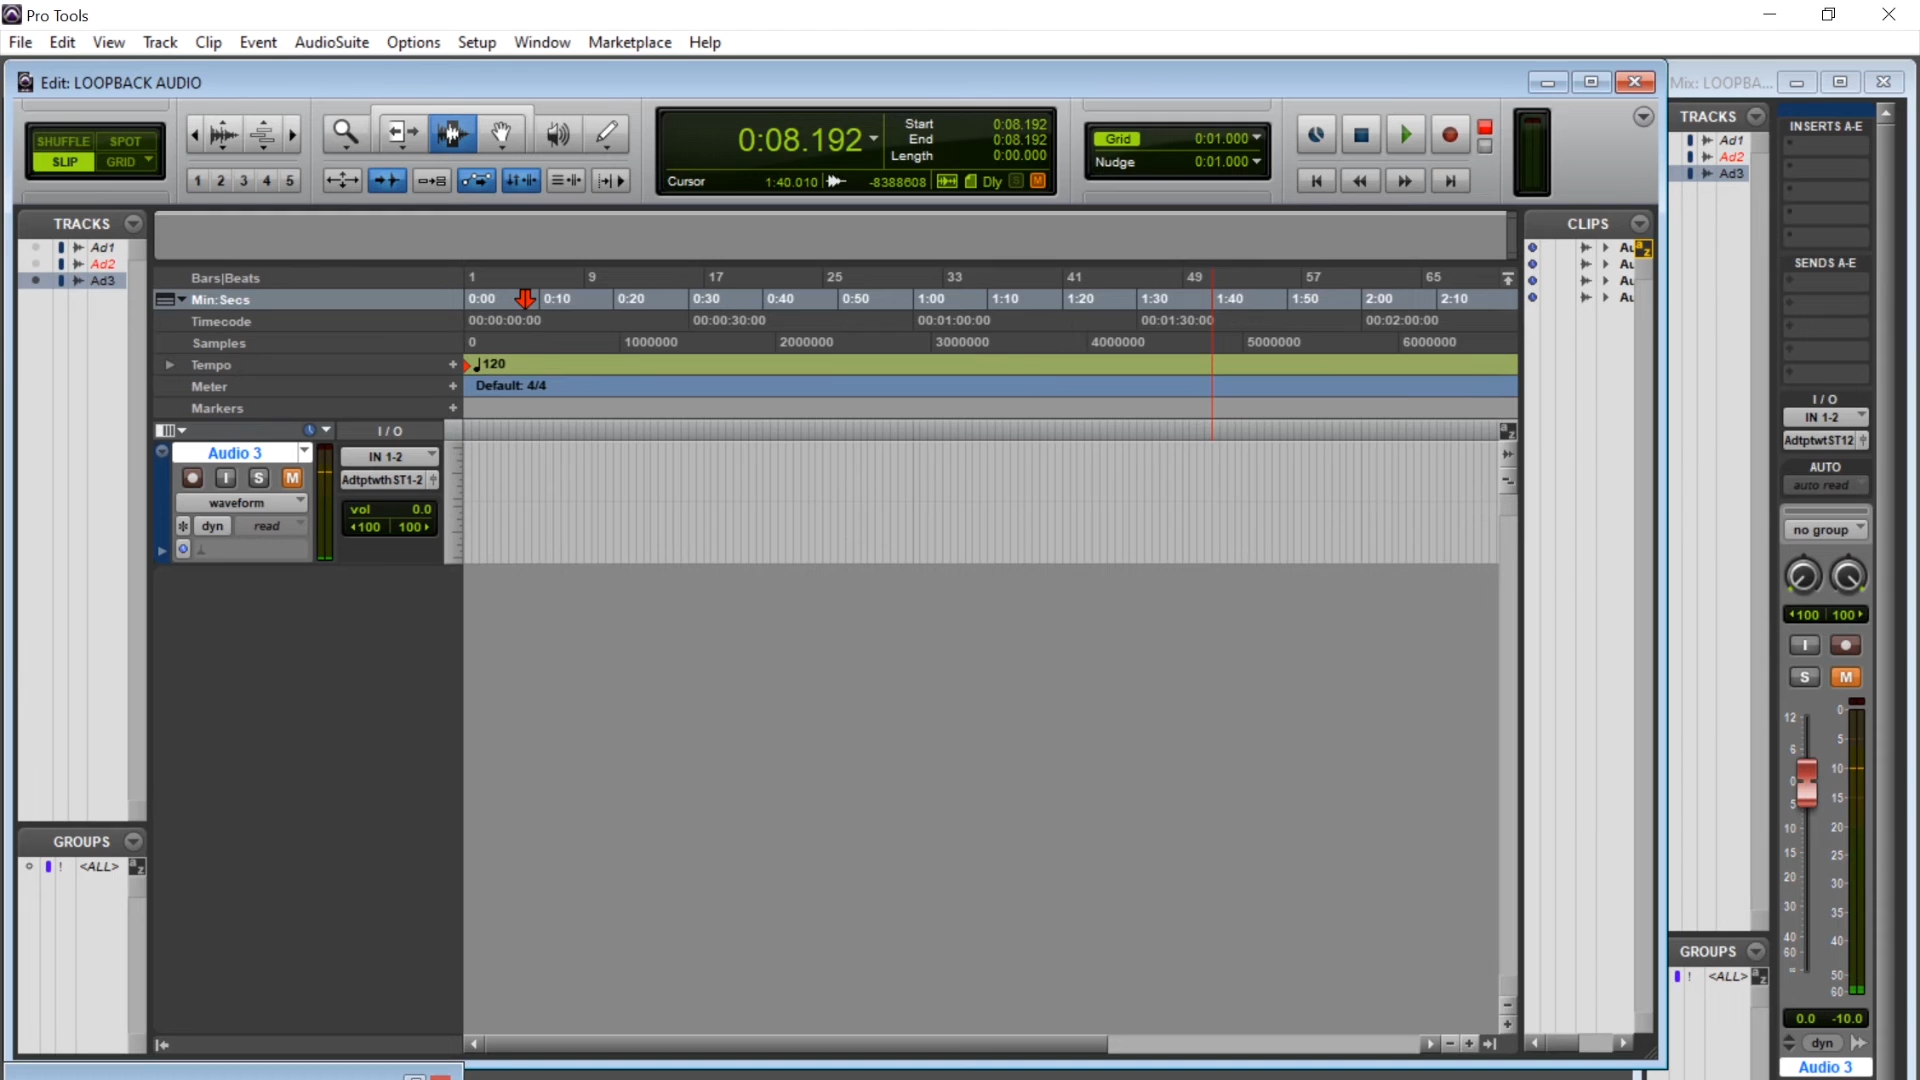 Pro Tools
File Edit View Track Clip Event AudioSuite Options Setup Window Marketplace Help
Edit: LOOPBACK AUDIO
Mix: LOOPBA...
SHUFFLE SPOT
SLIP GRID
1 2 3 4 5
0:08.192
Start 0:08.192
End 0:08.192
Length 0:00.000
Cursor 1:40.010 -8388608 Dly S M
Grid 0:01.000
Nudge 0:01.000
TRACKS
Ad1
Ad2
Ad3
GROUPS
! <ALL>
Bars|Beats 1 9 17 25 33 41 49 57 65
Min:Secs 0:00 0:10 0:20 0:30 0:40 0:50 1:00 1:10 1:20 1:30 1:40 1:50 2:00 2:10
Timecode 00:00:00:00 00:00:30:00 00:01:00:00 00:01:30:00 00:02:00:00
Samples 0 1000000 2000000 3000000 4000000 5000000 6000000
Tempo + 120
Meter + Default: 4/4
Markers +
I / O
Audio 3
I S M
waveform
dyn read
IN 1-2
AdtptwthST1-2
vol 0.0
100 100
CLIPS
Au
Au
Au
Au
a z
TRACKS
Ad1
Ad2
Ad3
GROUPS
! <ALL>
INSERTS A-E
SENDS A-E
I / O
IN 1-2
AdtptwtST12
AUTO
auto read
no group
100 100
I
S M
12 0
6 5
0 10
5 15
10 20
15 25
20 30
30 35
40 40
60 50
∞ 60
0.0 -10.0
dyn
Audio 3